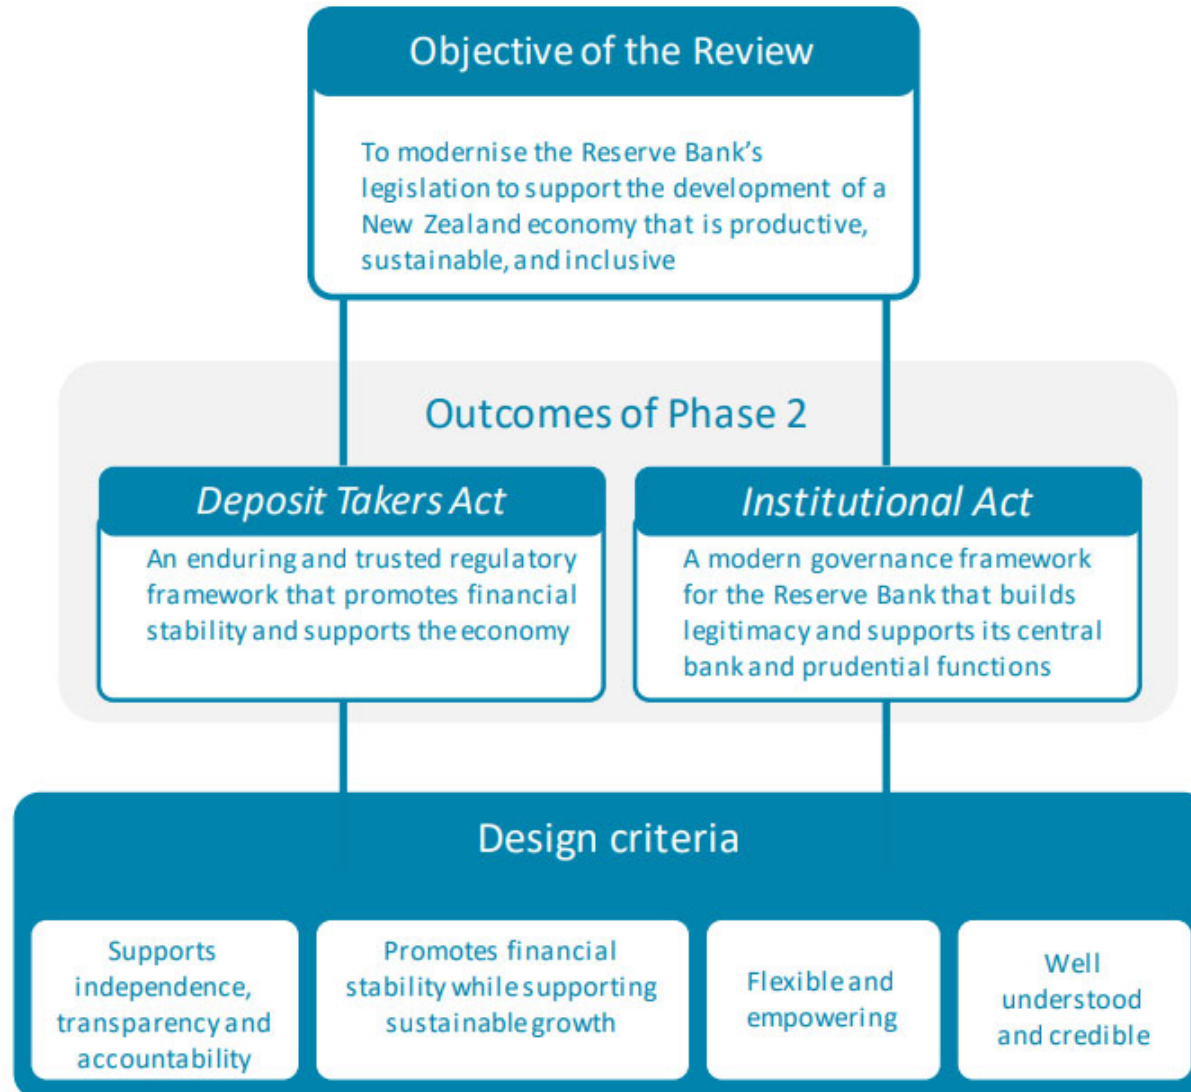 Objective of the Review
To modernise the Reserve Bank's
legislation to support the development of a
New Zealand economy that is productive,
sustainable, and inclusive
Outcomes of Phase 2
Deposit Takers Act
An enduring and trusted regulatory
framework that promotes financial
stability and supports the economy
Institutional Act
A modern governance framework
for the Reserve Bank that builds
legitimacy and supports its central
bank and prudential functions
Design criteria
Supports
independence,
transparency and
accountability
Promotes financial
stability while supporting
sustainable growth
Flexible and
empowering
Well
understood
and credible